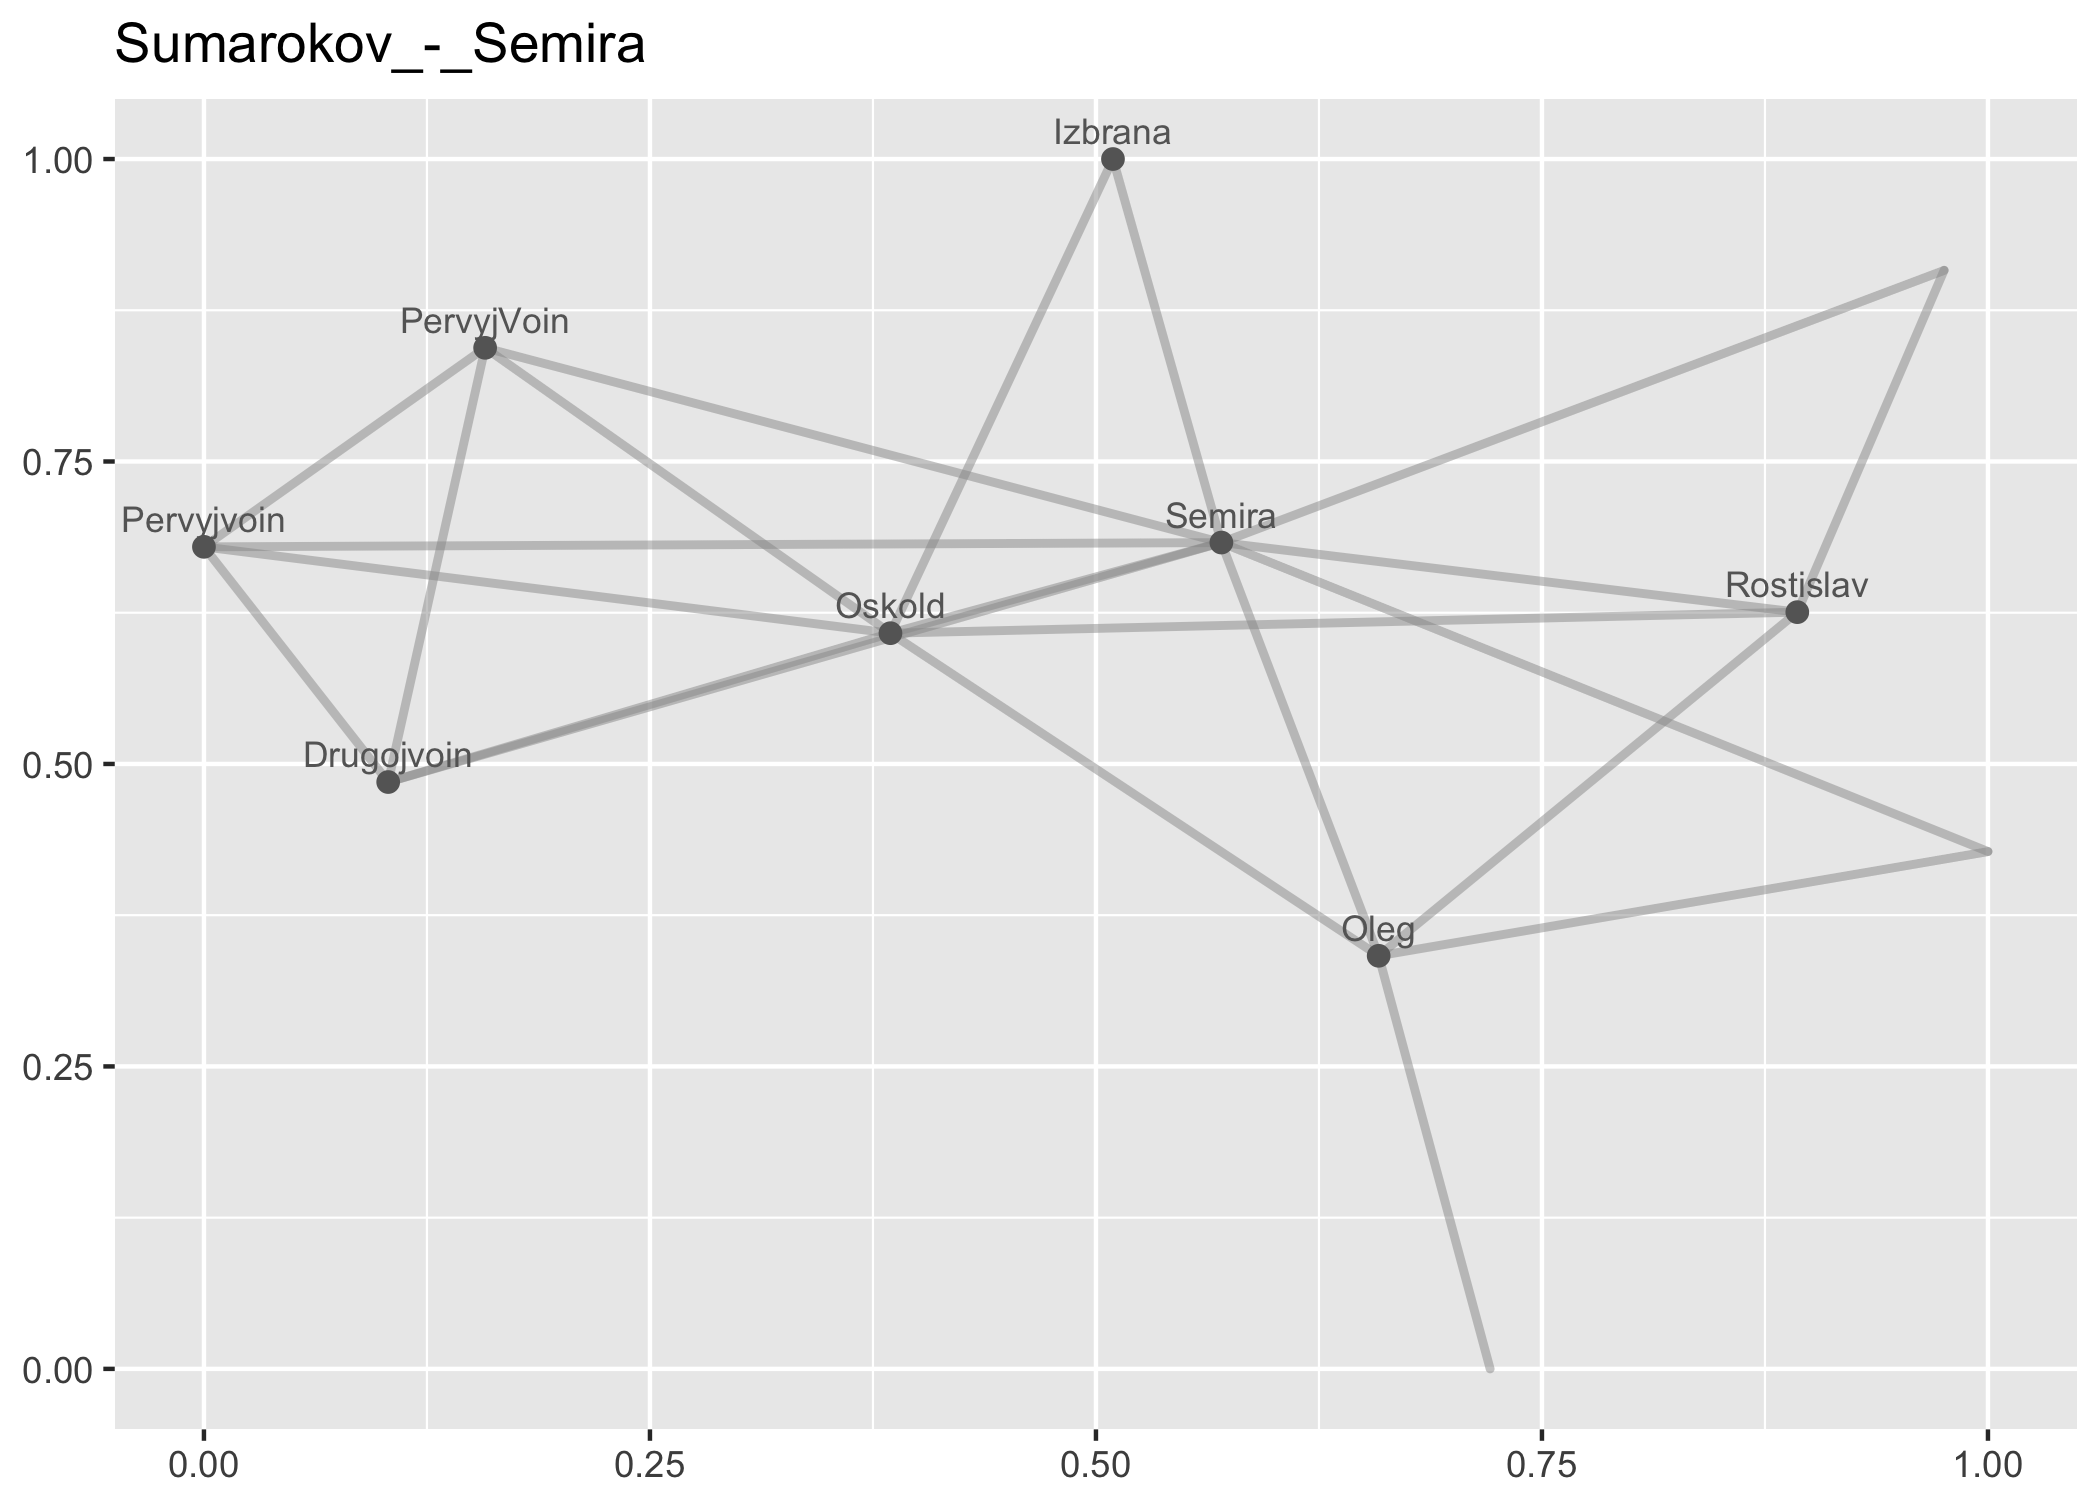 Sumarokov_-_Semira
Izbrana
1.00
PervyjVoin
0.75
Pervyjvoin
Semira
Rostislav
Oskold
0.50
Drugojvoin
Oleg
0.25
0.00
0.00 0.25 0.50 0.75 1.00